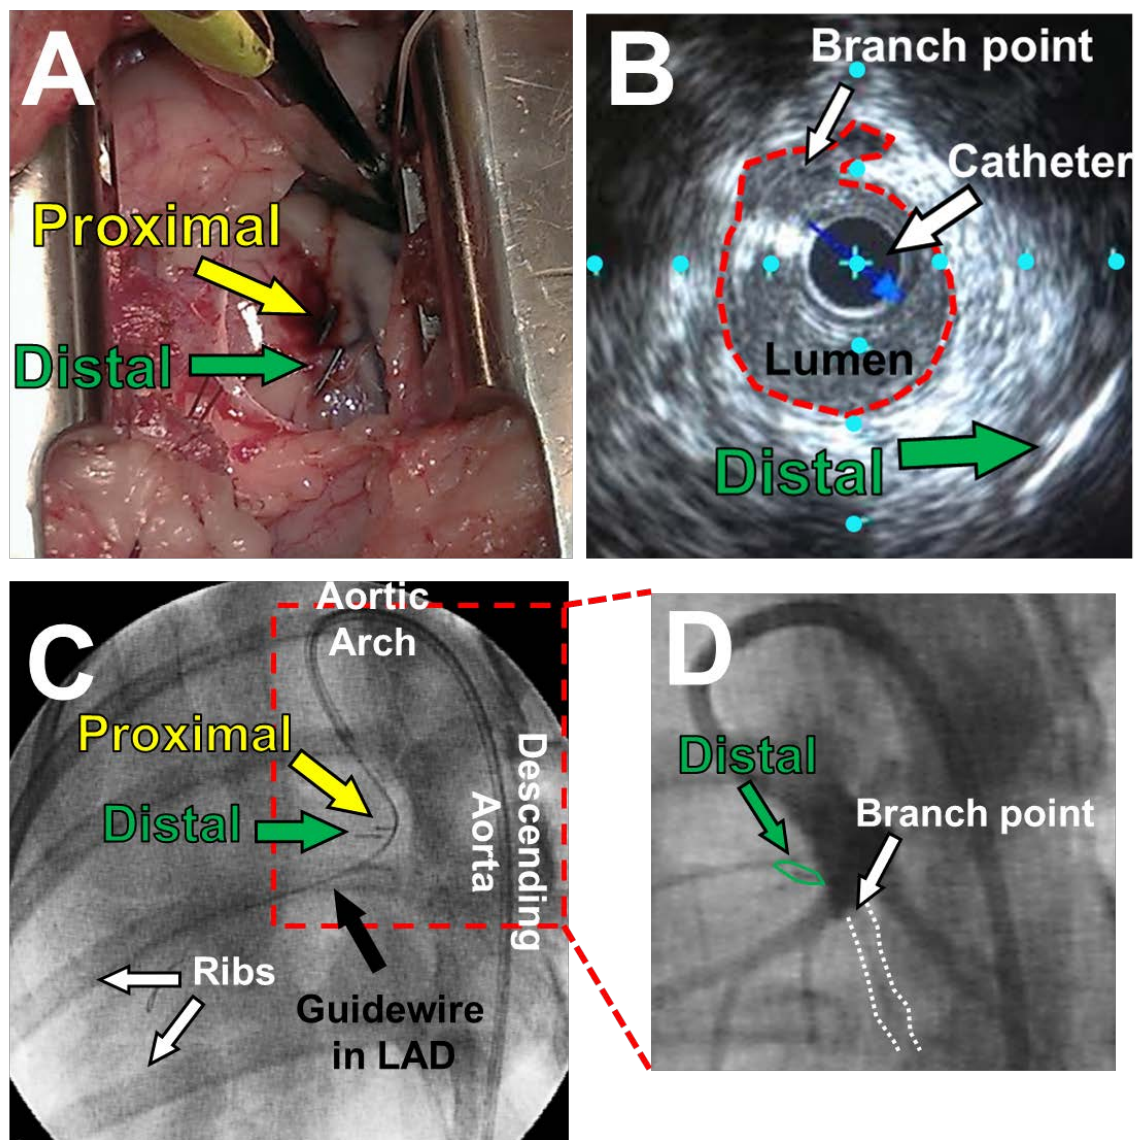 A
Proximal
Distal
B
Branch point
Catheter
Lumen
Distal
C
Aortic
Arch
Proximal
Distal
Descending
Aorta
Ribs
Guidewire
in LAD
D
Distal
Branch point